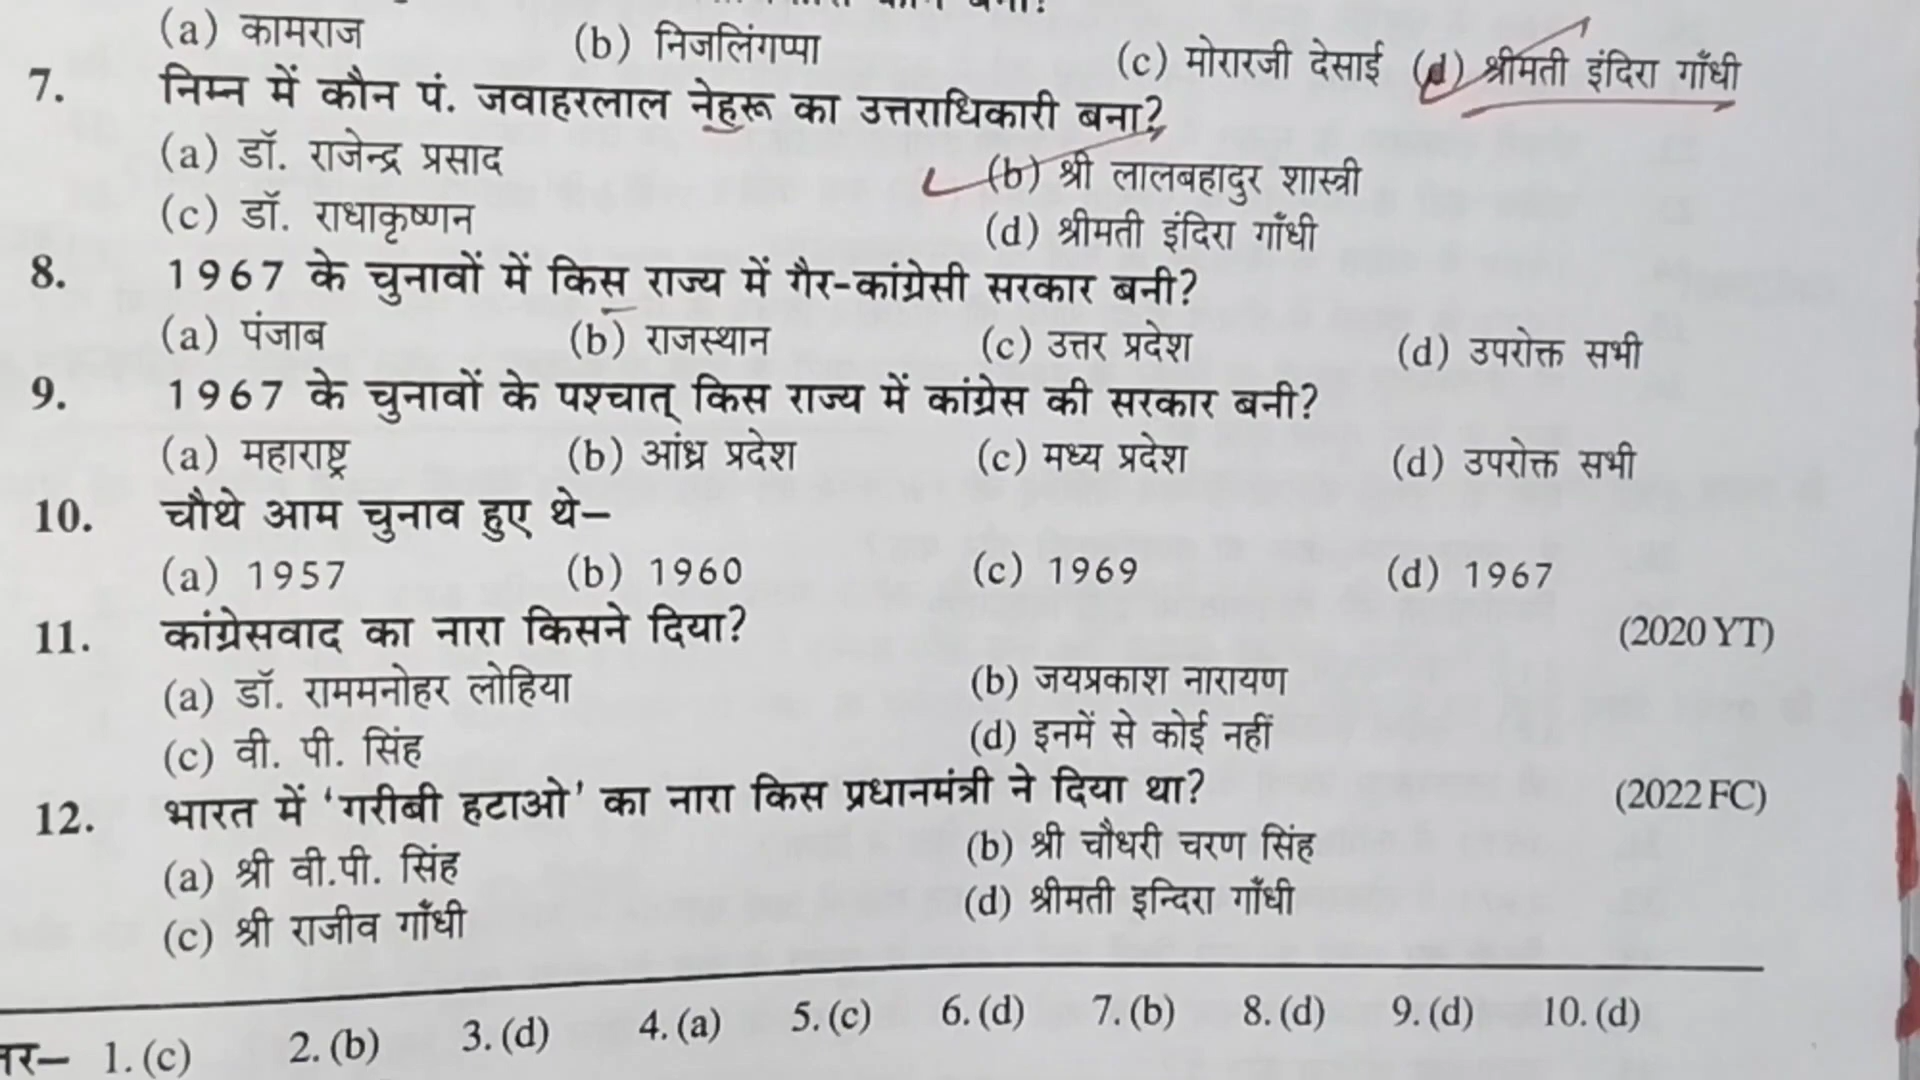 (a) कामराज (b) निजलिंगप्पा (c) मोरारजी देसाई (d) श्रीमती इंदिरा गाँधी
7. निम्न में कौन पं. जवाहरलाल नेहरू का उत्तराधिकारी बना?
(a) डॉ. राजेन्द्र प्रसाद (b) श्री लालबहादुर शास्त्री
(c) डॉ. राधाकृष्णन (d) श्रीमती इंदिरा गाँधी
8. 1967 के चुनावों में किस राज्य में गैर-कांग्रेसी सरकार बनी?
(a) पंजाब (b) राजस्थान (c) उत्तर प्रदेश (d) उपरोक्त सभी
9. 1967 के चुनावों के पश्चात् किस राज्य में कांग्रेस की सरकार बनी?
(a) महाराष्ट्र (b) आंध्र प्रदेश (c) मध्य प्रदेश (d) उपरोक्त सभी
10. चौथे आम चुनाव हुए थे–
(a) 1957 (b) 1960 (c) 1969 (d) 1967
11. कांग्रेसवाद का नारा किसने दिया? (2020 YT)
(a) डॉ. राममनोहर लोहिया (b) जयप्रकाश नारायण
(c) वी. पी. सिंह (d) इनमें से कोई नहीं
12. भारत में ‘गरीबी हटाओ’ का नारा किस प्रधानमंत्री ने दिया था? (2022 FC)
(a) श्री वी.पी. सिंह (b) श्री चौधरी चरण सिंह
(c) श्री राजीव गाँधी (d) श्रीमती इन्दिरा गाँधी
1. (c) 2. (b) 3. (d) 4. (a) 5. (c) 6. (d) 7. (b) 8. (d) 9. (d) 10. (d)